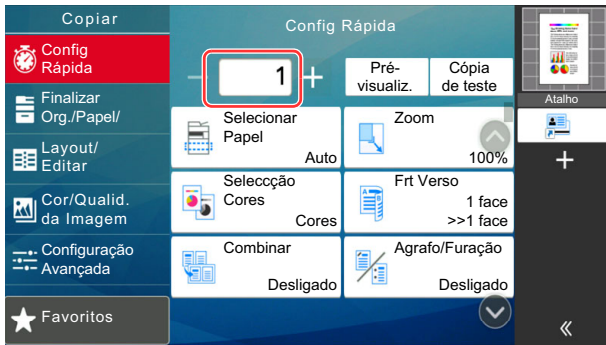 Copiar
Config
Rápida
Finalizar
Org./Papel/
Layout/
Editar
Cor/Qualid.
da Imagem
Configuração
Avançada
Favoritos
Config Rápida
1
Pré-
visualiz.
Cópia
de teste
Selecionar
Papel
Auto
Zoom
100%
Selecção
Cores
Cores
Frt Verso
1 face
>>1 face
Combinar
Desligado
Agrafo/Furação
Desligado
Atalho